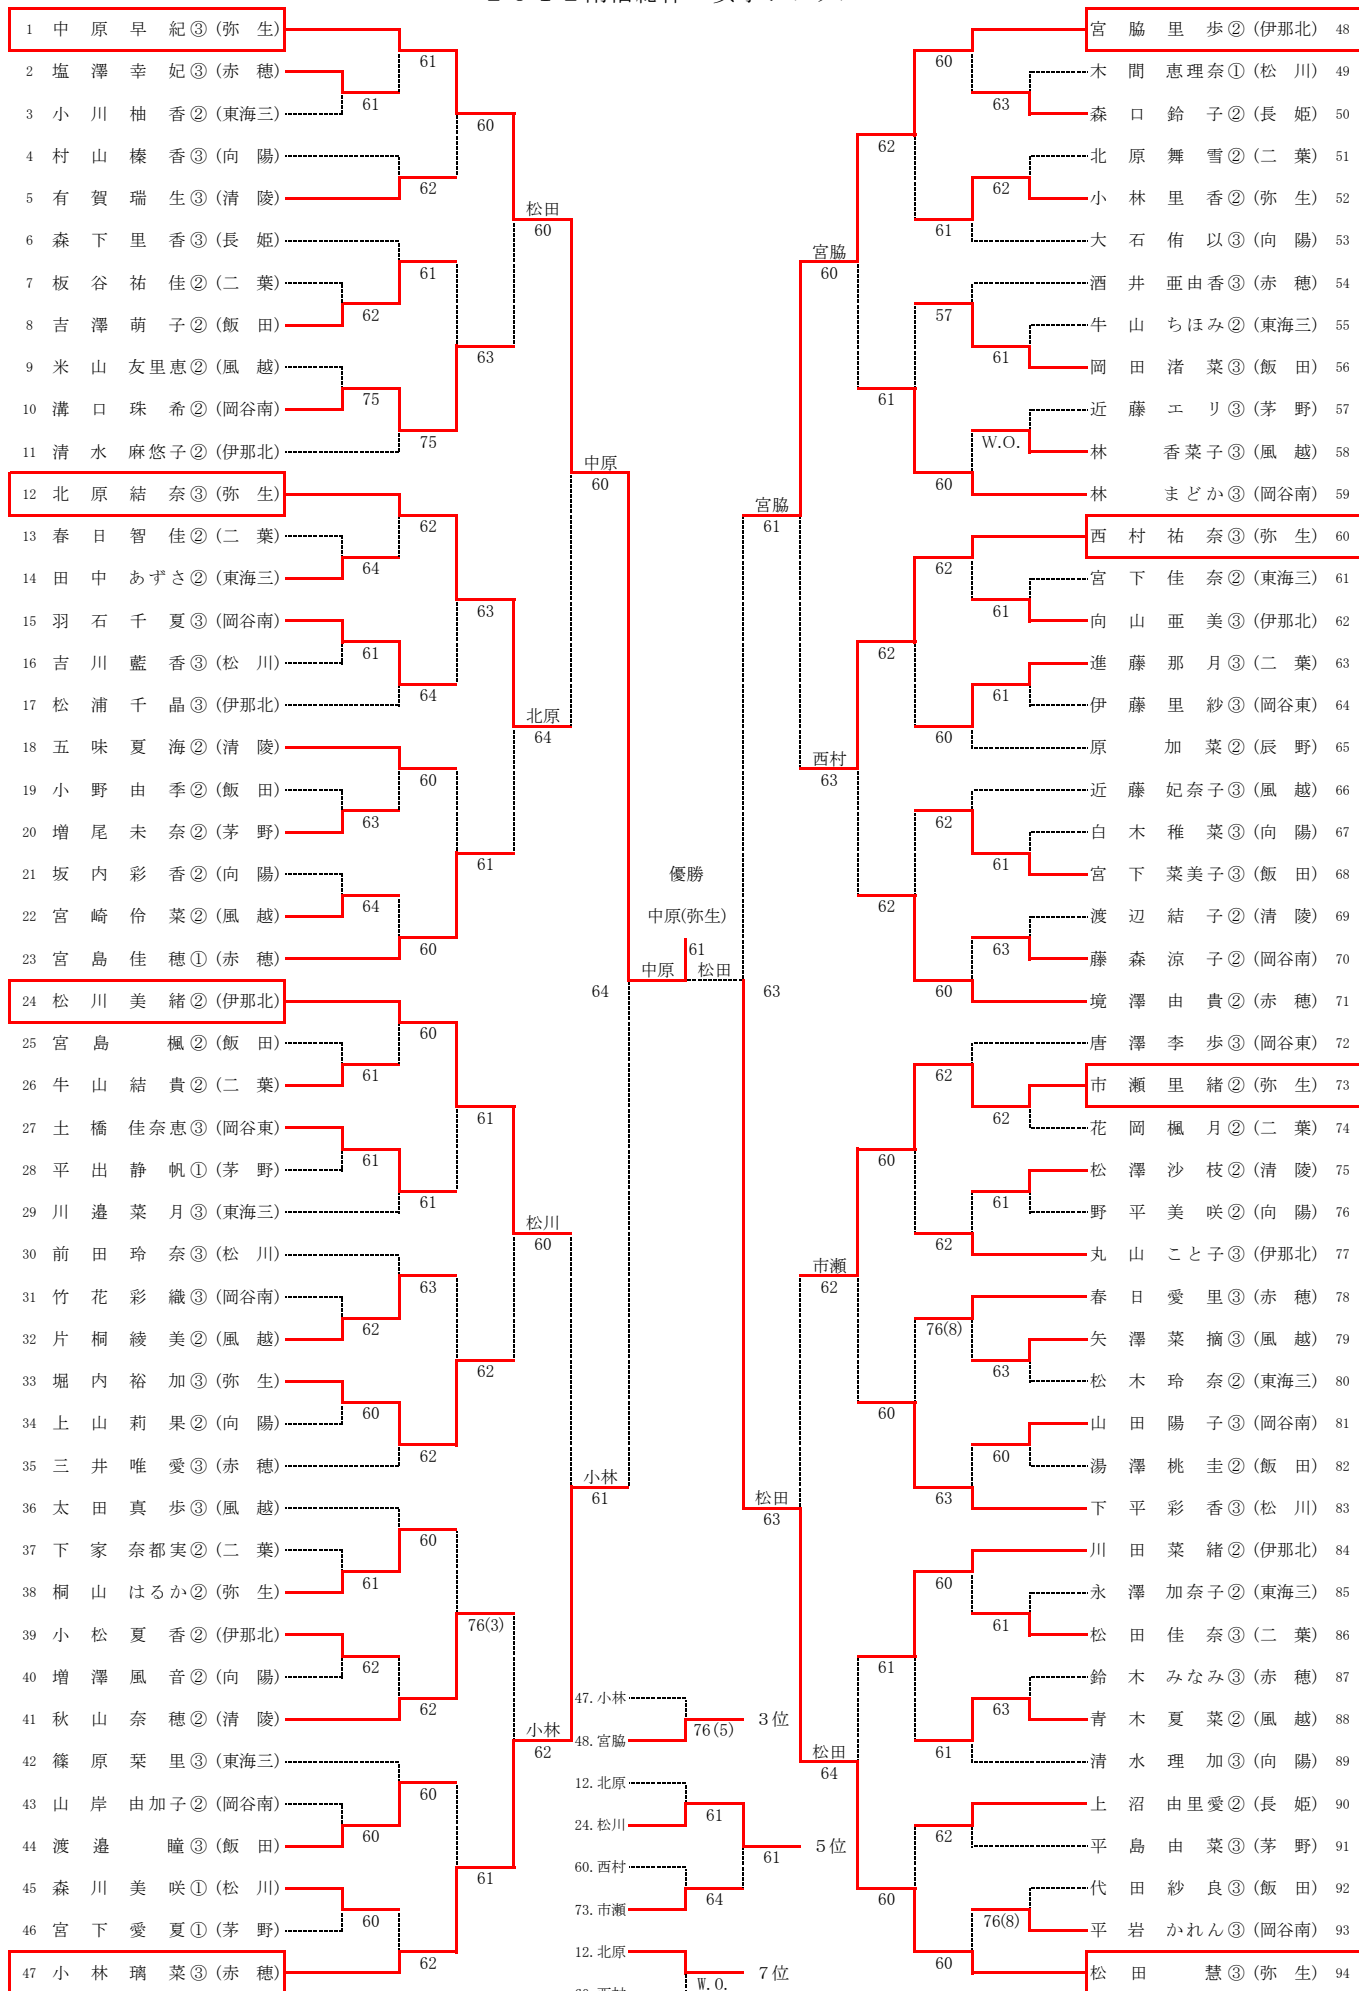 1 中原早紀③(弥生)
2 塩澤幸妃③(赤穂)
3 小川柚香②(東海三)
4 村山榛香③(向陽)
5 有賀瑞生③(清陵)
6 森下里香③(長姫)
7 板谷祐佳②(二葉)
8 吉澤萌子②(飯田)
9 米山友里恵②(風越)
10 溝口珠希②(岡谷南)
11 清水麻悠子②(伊那北)
12 北原結奈③(弥生)
13 春日智佳②(二葉)
14 田中あずさ②(東海三)
15 羽石千夏③(岡谷南)
16 吉川藍香③(松川)
17 松浦千晶③(伊那北)
18 五味夏海②(清陵)
19 小野由季②(飯田)
20 増尾未奈②(茅野)
21 坂内彩香②(向陽)
22 宮崎伶菜②(風越)
23 宮島佳穂①(赤穂)
24 松川美緒②(伊那北)
25 宮島楓②(飯田)
26 牛山結貴②(二葉)
27 土橋佳奈恵③(岡谷東)
28 平出静帆①(茅野)
29 川邉菜月③(東海三)
30 前田玲奈③(松川)
31 竹花彩織③(岡谷南)
32 片桐綾美②(風越)
33 堀内裕加③(弥生)
34 上山莉果②(向陽)
35 三井唯愛③(赤穂)
36 太田真歩③(風越)
37 下家奈都実②(二葉)
38 桐山はるか②(弥生)
39 小松夏香②(伊那北)
40 増澤風音②(向陽)
41 秋山奈穂②(清陵)
42 篠原栞里③(東海三)
43 山岸由加子②(岡谷南)
44 渡邉瞳③(飯田)
45 森川美咲①(松川)
46 宮下愛夏①(茅野)
47 小林璃菜③(赤穂)
61
62
61
75
64
61
63
64
61
61
62
60
61
62
60
60
61
62
61
75
62
64
60
60
60
61
63
62
60
62
60
62
60
63
63
61
61
62
76(3)
61
松田
60
北原
64
松川
60
小林
62
中原
60
小林
61
64
中原
優勝
中原(弥生)
61
松田
63
宮脇
61
松田
63
宮脇
60
西村
63
市瀬
62
松田
64
62
61
62
62
60
60
61
60
60
61
57
60
62
60
62
60
62
62
76(8)
63
60
61
62
60
63
62
61
W.O.
61
61
61
63
62
61
63
60
61
63
76(8)
宮脇里歩②(伊那北) 48
木間恵理奈①(松川) 49
森口鈴子②(長姫) 50
北原舞雪②(二葉) 51
小林里香②(弥生) 52
大石侑以③(向陽) 53
酒井亜由香③(赤穂) 54
牛山ちほみ②(東海三) 55
岡田渚菜③(飯田) 56
近藤エリ③(茅野) 57
林香菜子③(風越) 58
林まどか③(岡谷南) 59
西村祐奈③(弥生) 60
宮下佳奈②(東海三) 61
向山亜美③(伊那北) 62
進藤那月③(二葉) 63
伊藤里紗③(岡谷東) 64
原加菜②(辰野) 65
近藤妃奈子③(風越) 66
白木稚菜③(向陽) 67
宮下菜美子③(飯田) 68
渡辺結子②(清陵) 69
藤森涼子②(岡谷南) 70
境澤由貴②(赤穂) 71
唐澤李歩③(岡谷東) 72
市瀬里緒②(弥生) 73
花岡楓月②(二葉) 74
松澤沙枝②(清陵) 75
野平美咲②(向陽) 76
丸山こと子③(伊那北) 77
春日愛里③(赤穂) 78
矢澤菜摘③(風越) 79
松木玲奈②(東海三) 80
山田陽子③(岡谷南) 81
湯澤桃圭②(飯田) 82
下平彩香③(松川) 83
川田菜緒②(伊那北) 84
永澤加奈子②(東海三) 85
松田佳奈③(二葉) 86
鈴木みなみ③(赤穂) 87
青木夏菜②(風越) 88
清水理加③(向陽) 89
上沼由里愛②(長姫) 90
平島由菜③(茅野) 91
代田紗良③(飯田) 92
平岩かれん③(岡谷南) 93
松田慧③(弥生) 94
47.小林
48.宮脇
76(5)
3位
12.北原
24.松川
61
60.西村
73.市瀬
64
61
5位
12.北原
W.O.
7位